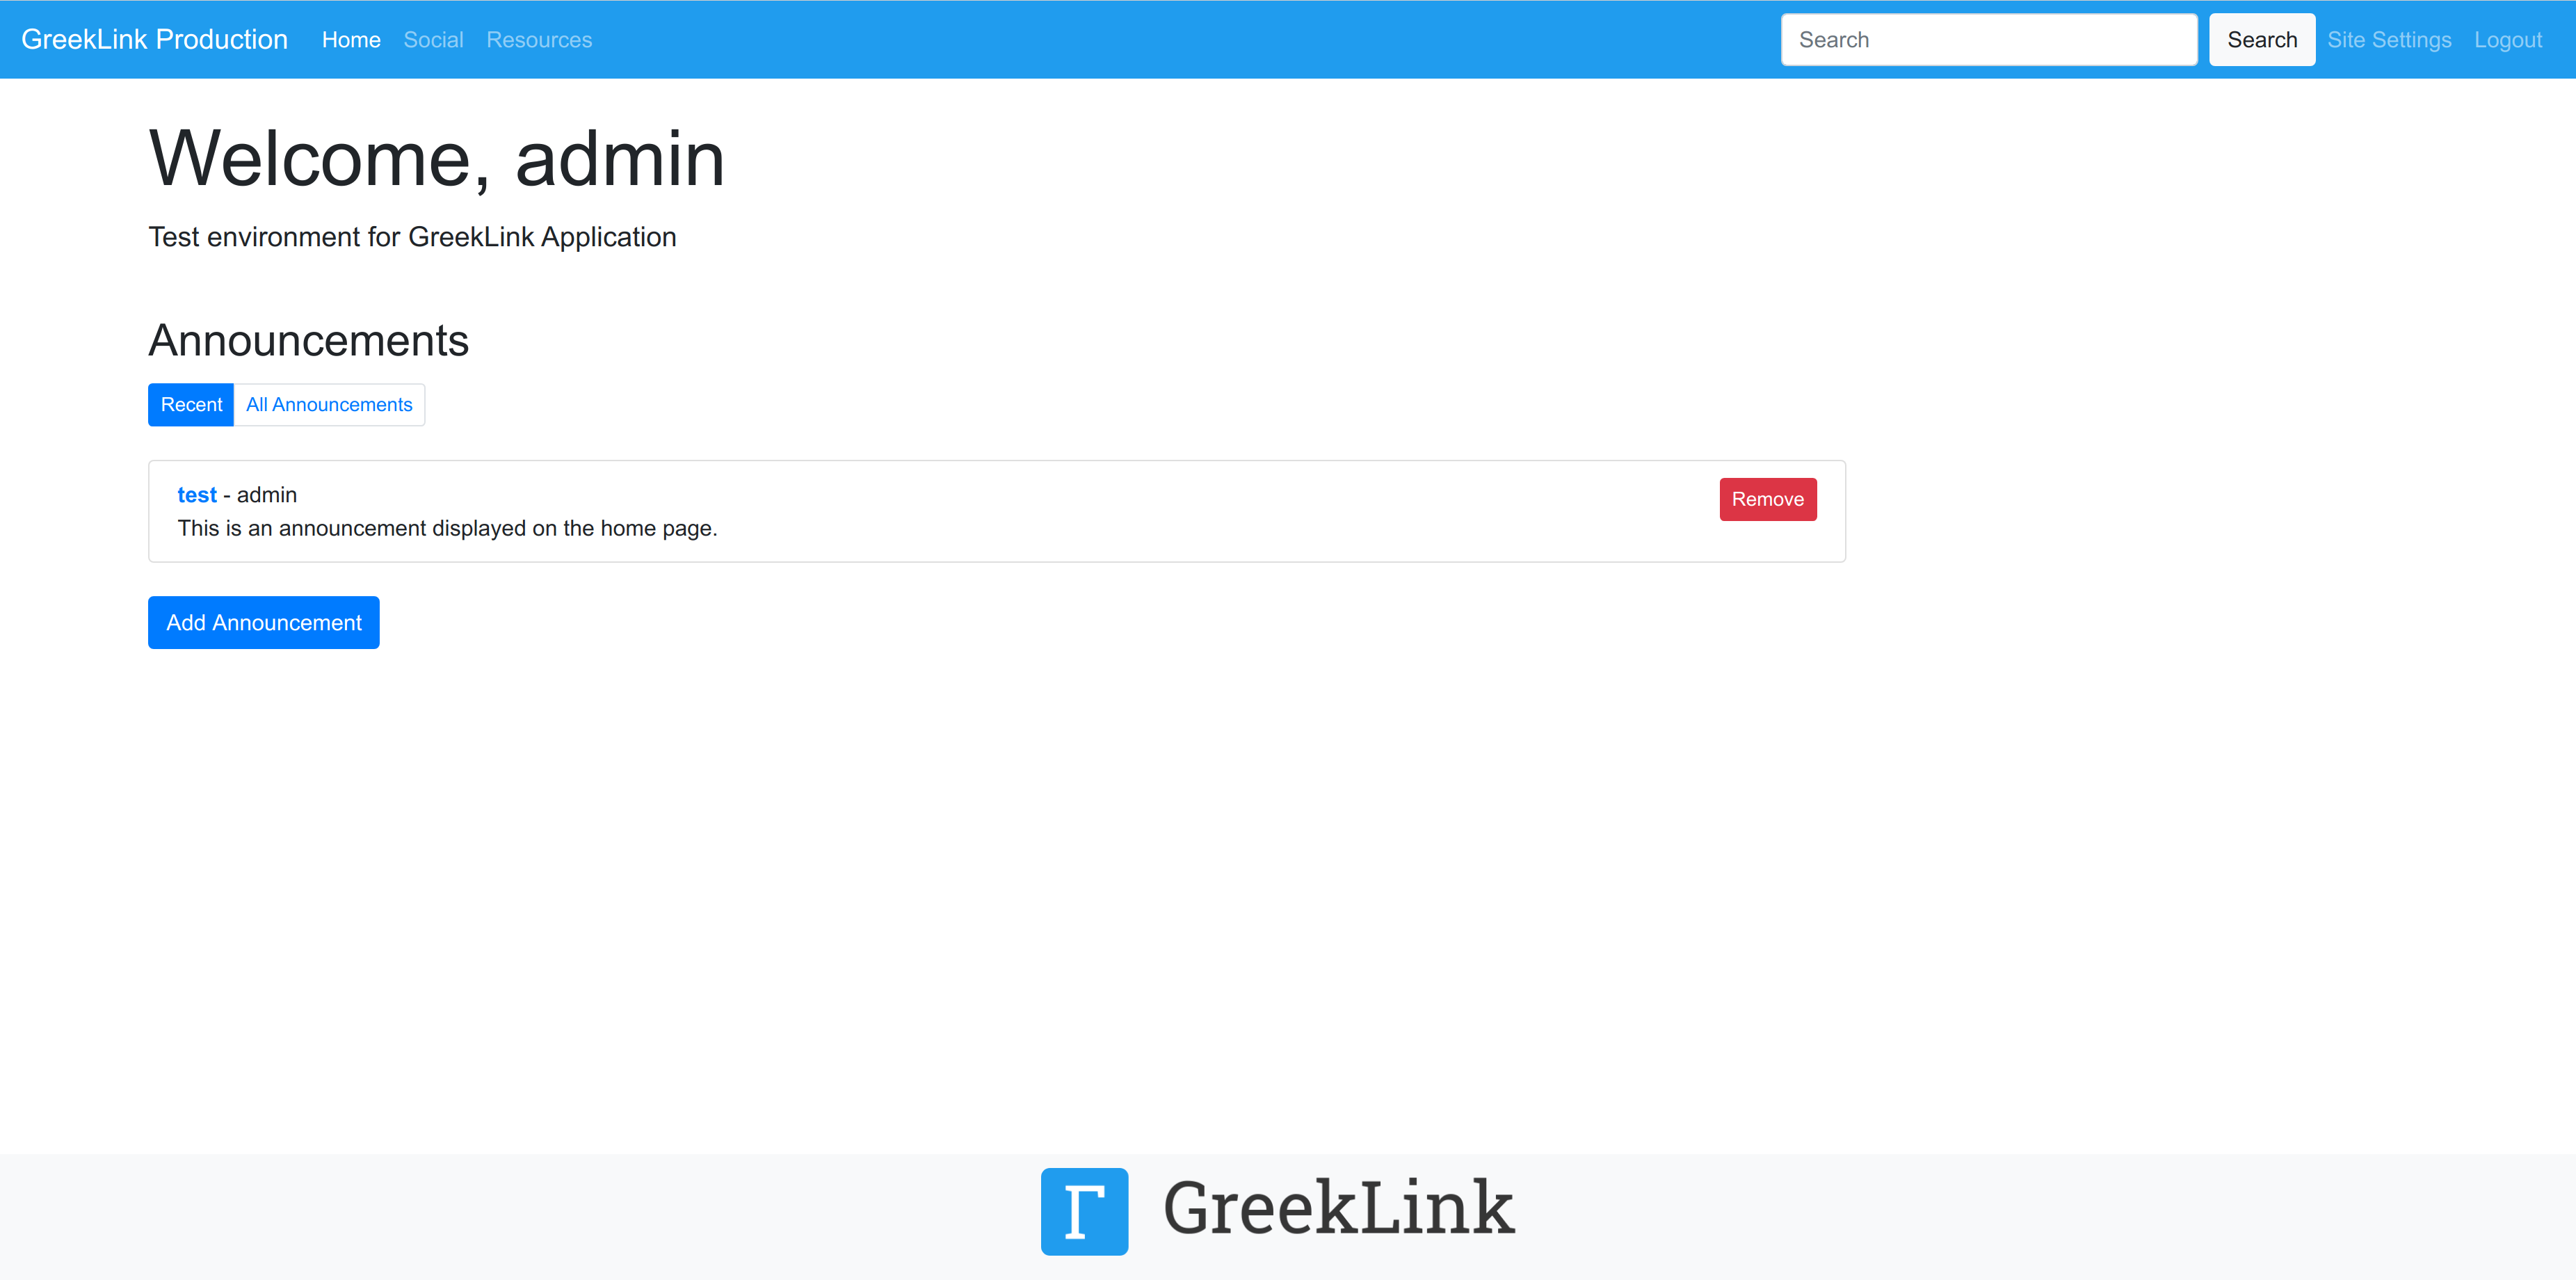 GreekLink Production Home Social Resources Search Search Site Settings Logout
Welcome, admin
Test environment for GreekLink Application
Announcements
Recent All Announcements
test - admin Remove
This is an announcement displayed on the home page.
Add Announcement
Γ GreekLink